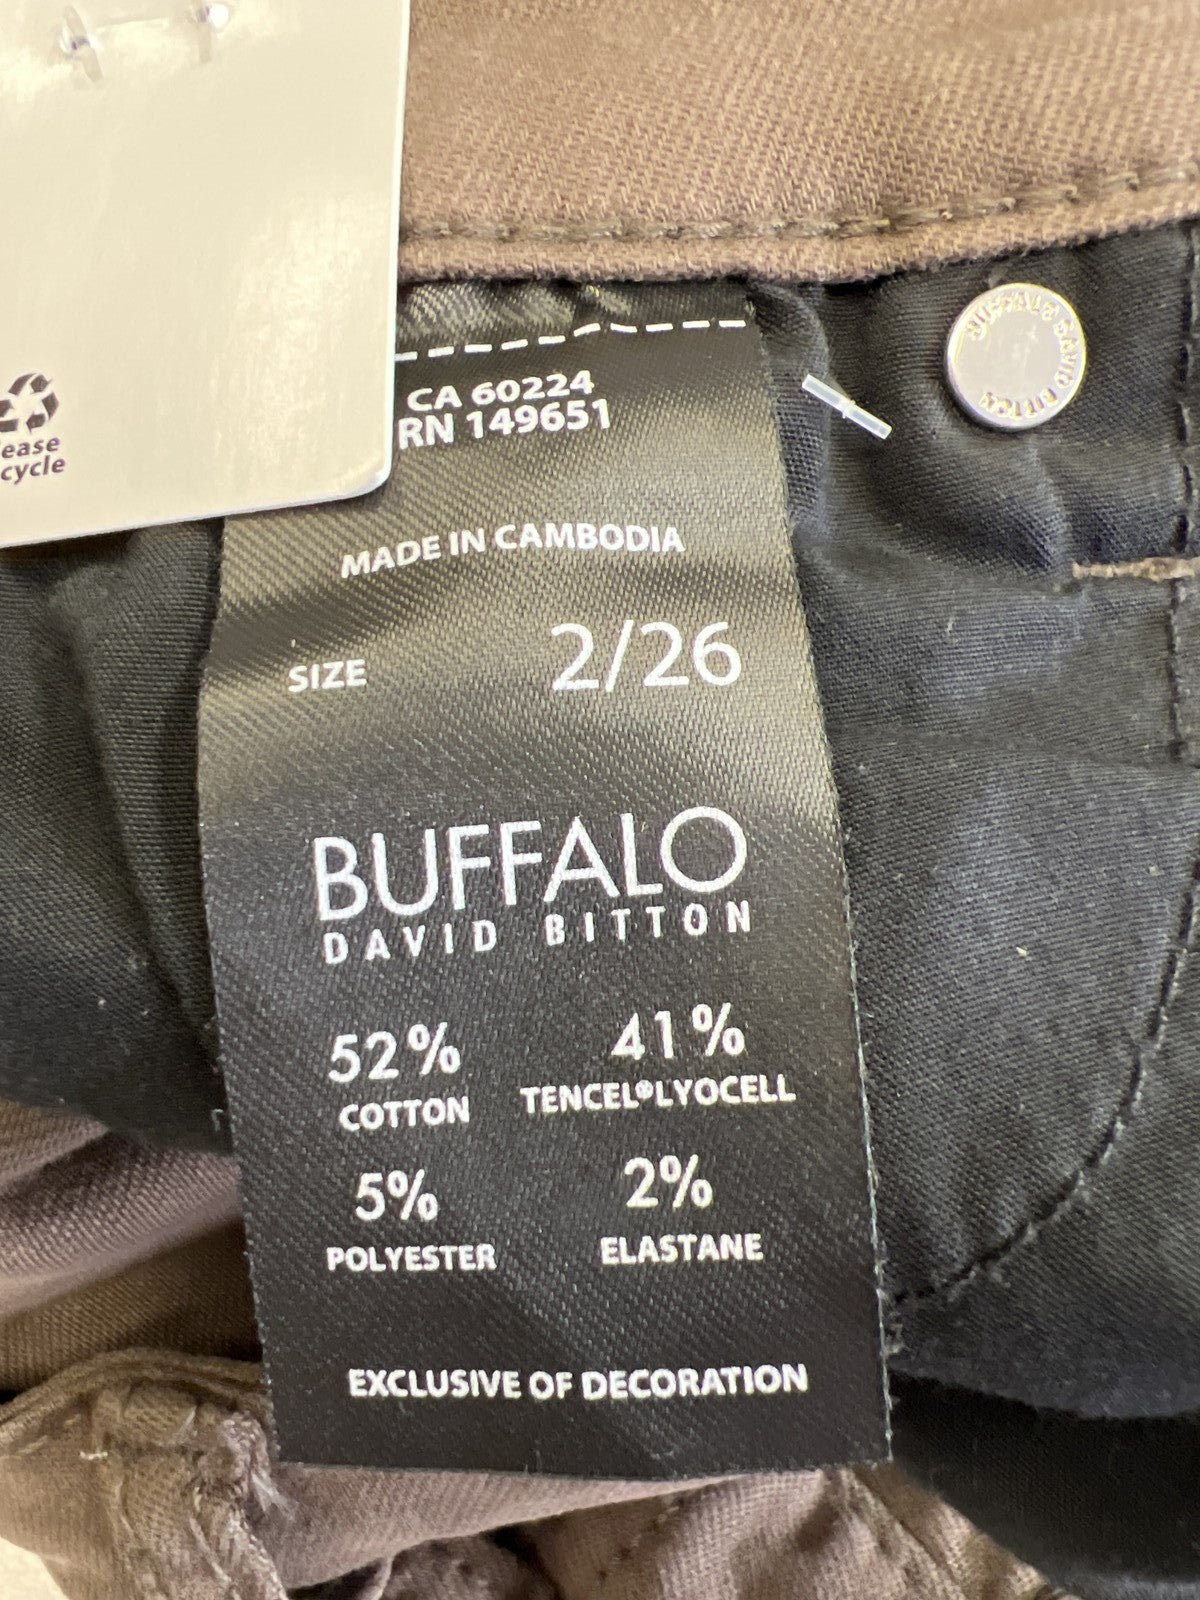 CA 60224
RN 149651
MADE IN CAMBODIA
SIZE 2/26
BUFFALO
DAVID BITTON
52% 41%
COTTON TENCEL®LYOCELL
5% 2%
POLYESTER ELASTANE
EXCLUSIVE OF DECORATION
BUFFALO DAVID BITTON
lease
cycle